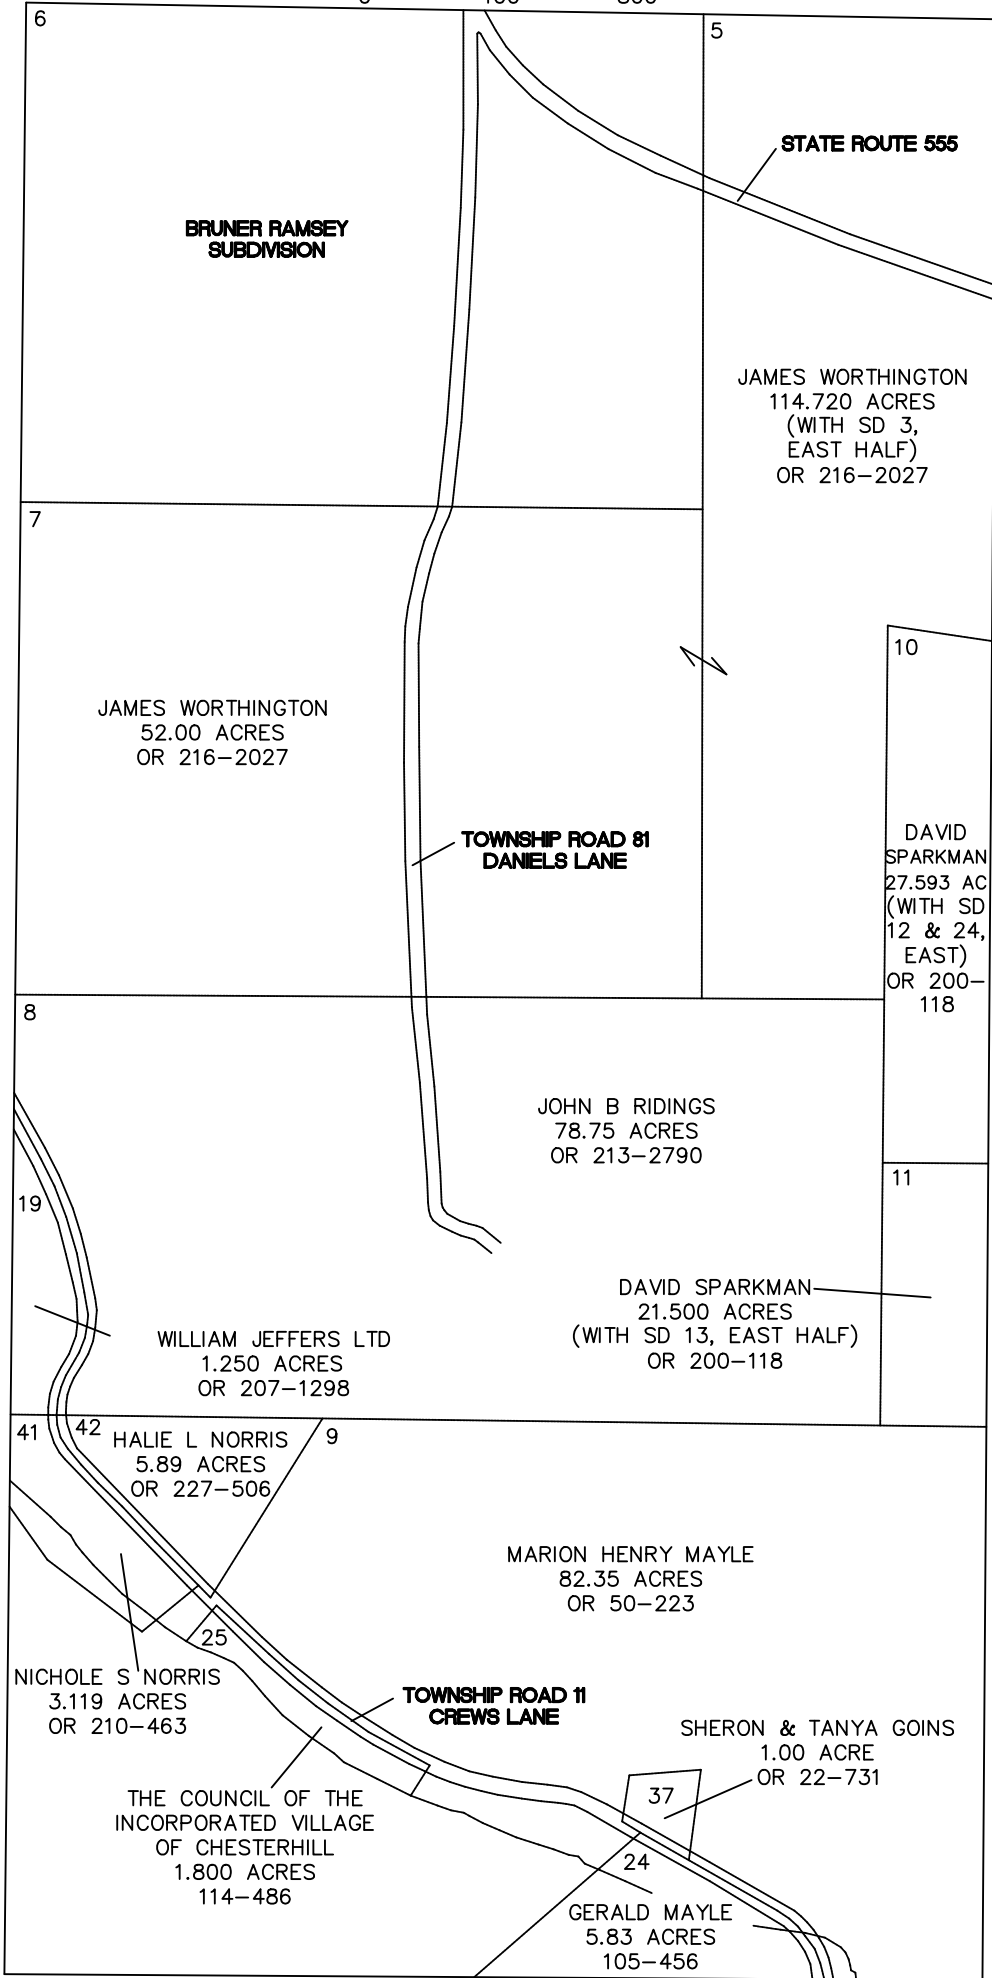 6
5
STATE ROUTE 555
BRUNER RAMSEY
SUBDIVISION
JAMES WORTHINGTON
114.720 ACRES
(WITH SD 3,
EAST HALF)
OR 216-2027
7
10
JAMES WORTHINGTON
52.00 ACRES
OR 216-2027
TOWNSHIP ROAD 81
DANIELS LANE
DAVID
SPARKMAN
27.593 AC
(WITH SD
12 & 24,
EAST)
OR 200-
118
8
JOHN B RIDINGS
78.75 ACRES
OR 213-2790
11
19
DAVID SPARKMAN
21.500 ACRES
(WITH SD 13, EAST HALF)
OR 200-118
WILLIAM JEFFERS LTD
1.250 ACRES
OR 207-1298
41
42
HALIE L NORRIS
5.89 ACRES
OR 227-506
9
MARION HENRY MAYLE
82.35 ACRES
OR 50-223
25
NICHOLE S NORRIS
3.119 ACRES
OR 210-463
TOWNSHIP ROAD 11
CREWS LANE
SHERON & TANYA GOINS
1.00 ACRE
OR 22-731
37
THE COUNCIL OF THE
INCORPORATED VILLAGE
OF CHESTERHILL
1.800 ACRES
114-486
24
GERALD MAYLE
5.83 ACRES
105-456